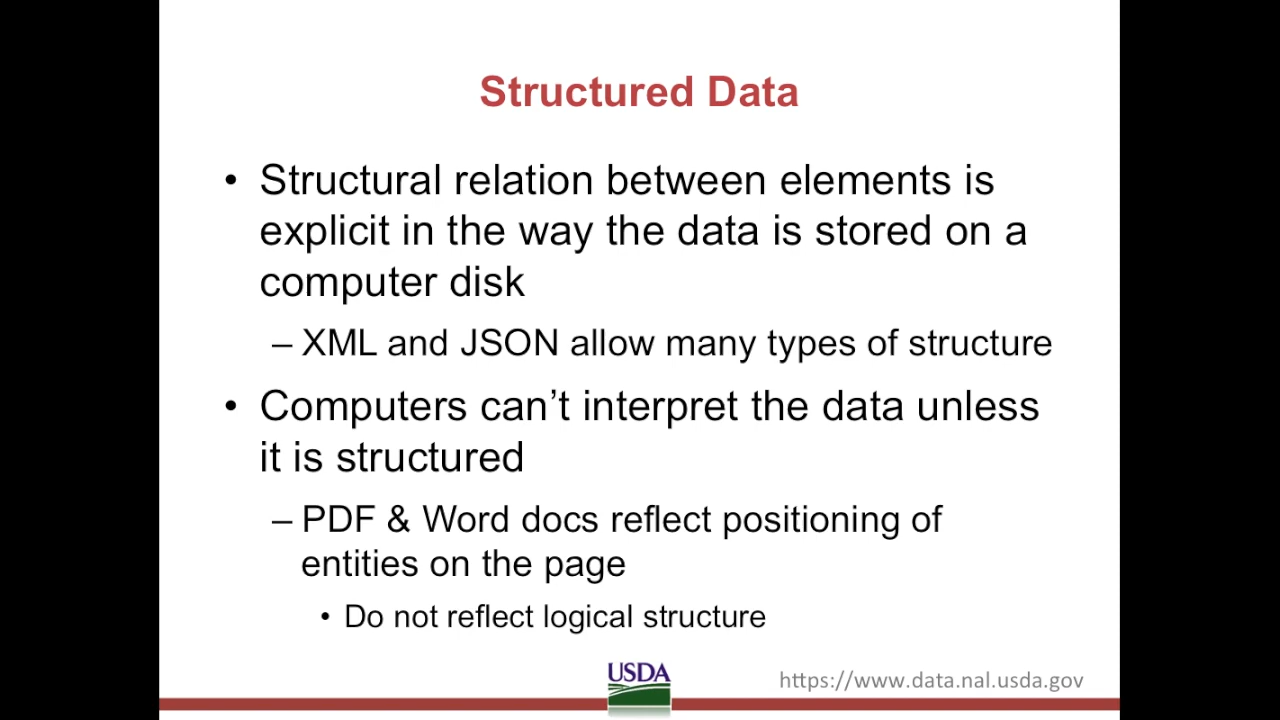 Structured Data
• Structural relation between elements is
explicit in the way the data is stored on a
computer disk
– XML and JSON allow many types of structure
• Computers can’t interpret the data unless
it is structured
– PDF & Word docs reflect positioning of
entities on the page
• Do not reflect logical structure
USDA
https://www.data.nal.usda.gov